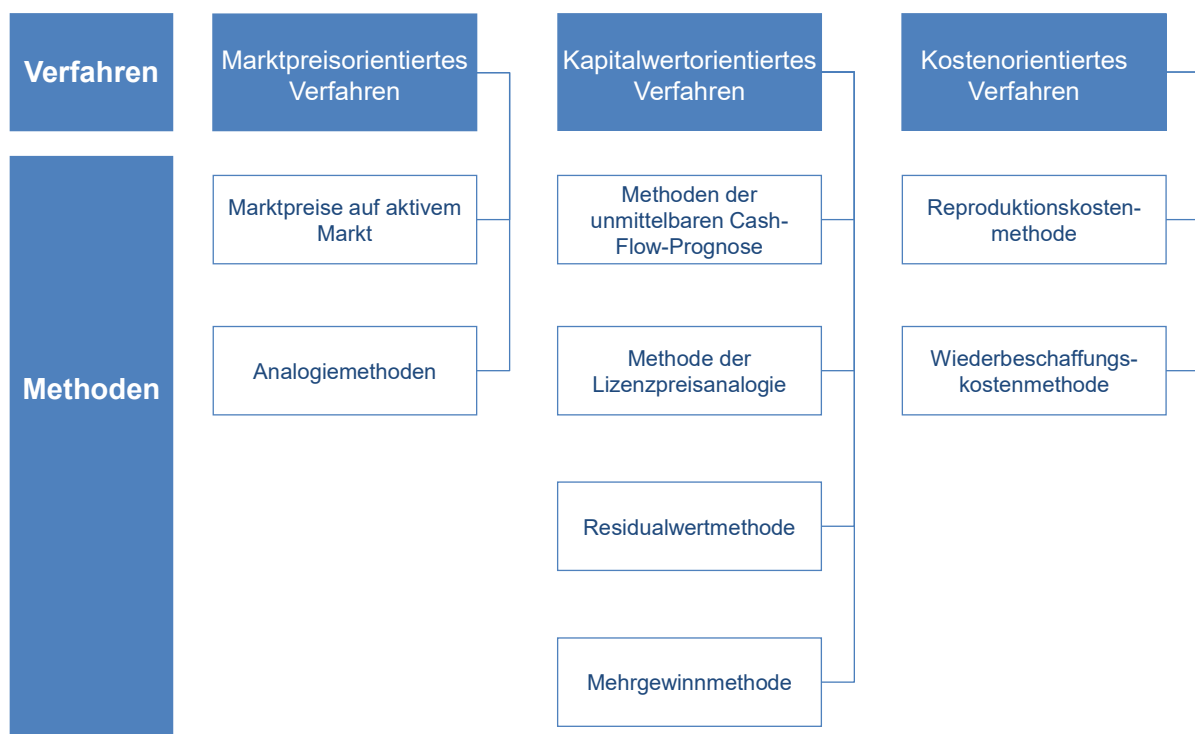 Verfahren
Marktpreisorientiertes
Verfahren
Kapitalwertorientiertes
Verfahren
Kostenorientiertes
Verfahren
Methoden
Marktpreise auf aktivem
Markt
Analogiemethoden
Methoden der
unmittelbaren Cash-
Flow-Prognose
Methode der
Lizenzpreisanalogie
Residualwertmethode
Mehrgewinnmethode
Reproduktionskosten-
methode
Wiederbeschaffungs-
kostenmethode